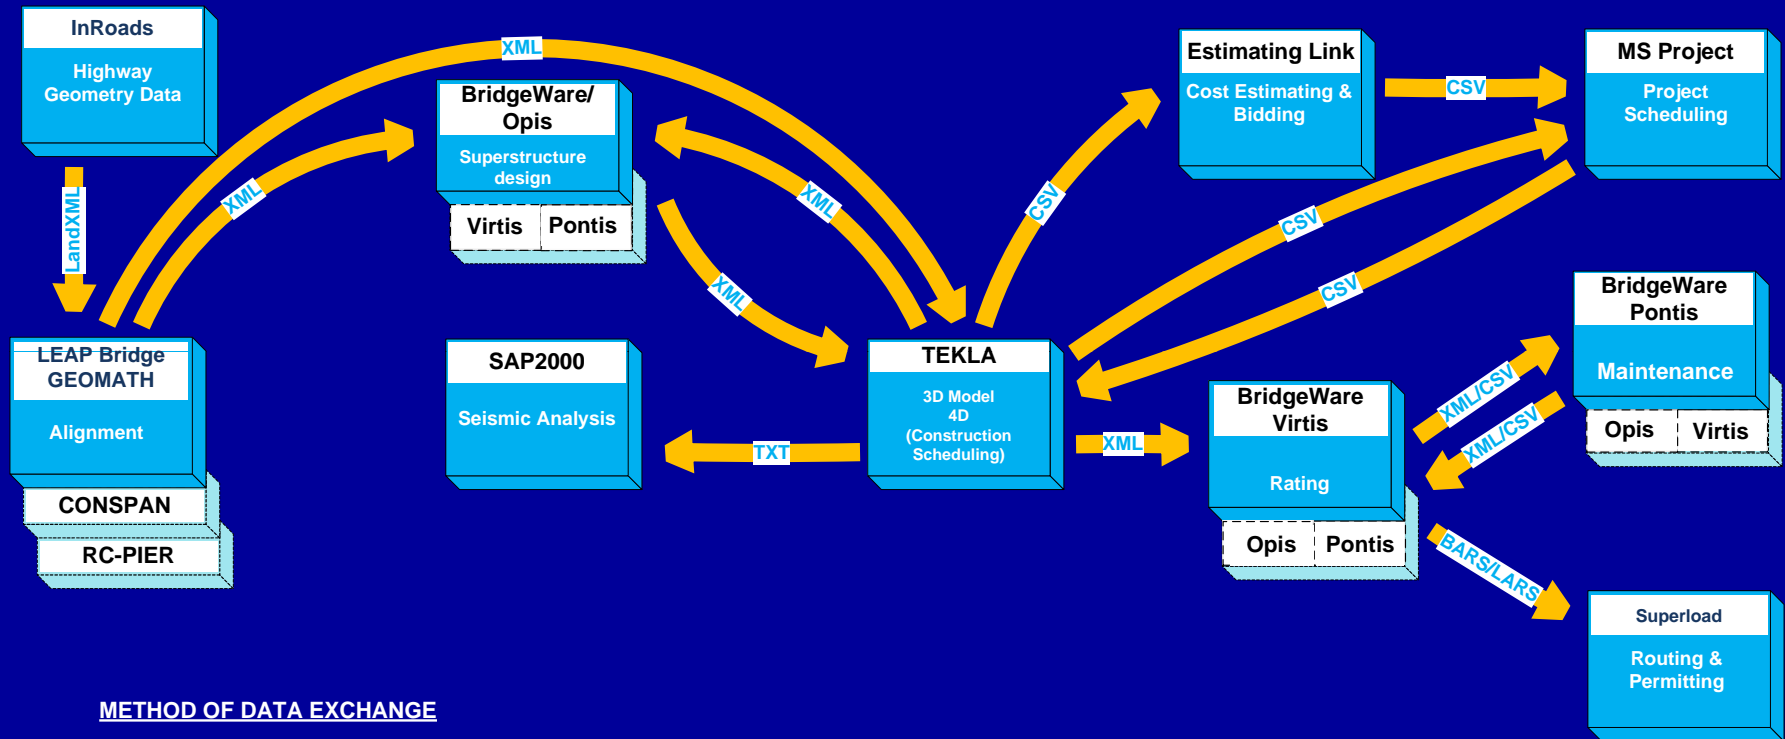 InRoads
Highway
Geometry Data
LandXML
LEAP Bridge
GEOMATH
Alignment
CONSPAN
RC-PIER
XML
XML
BridgeWare/
Opis
Superstructure
design
Virtis
Pontis
XML
XML
SAP2000
Seismic Analysis
TXT
TEKLA
3D Model
4D
(Construction
Scheduling)
CSV
Estimating Link
Cost Estimating &
Bidding
CSV
MS Project
Project
Scheduling
CSV
CSV
XML
BridgeWare
Virtis
Rating
Opis
Pontis
XML/CSV
XML/CSV
BridgeWare
Pontis
Maintenance
Opis
Virtis
BARS/LARS
Superload
Routing &
Permitting
METHOD OF DATA EXCHANGE